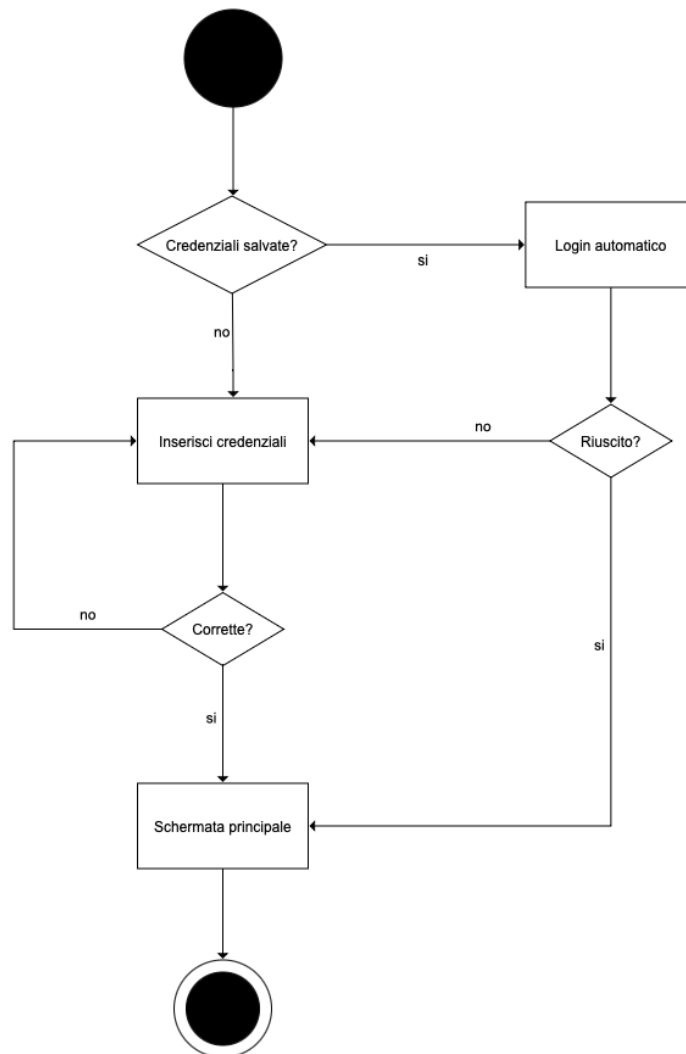 Credenziali salvate?
si
Login automatico
no
Inserisci credenziali
no
Riuscito?
no
Corrette?
si
si
Schermata principale